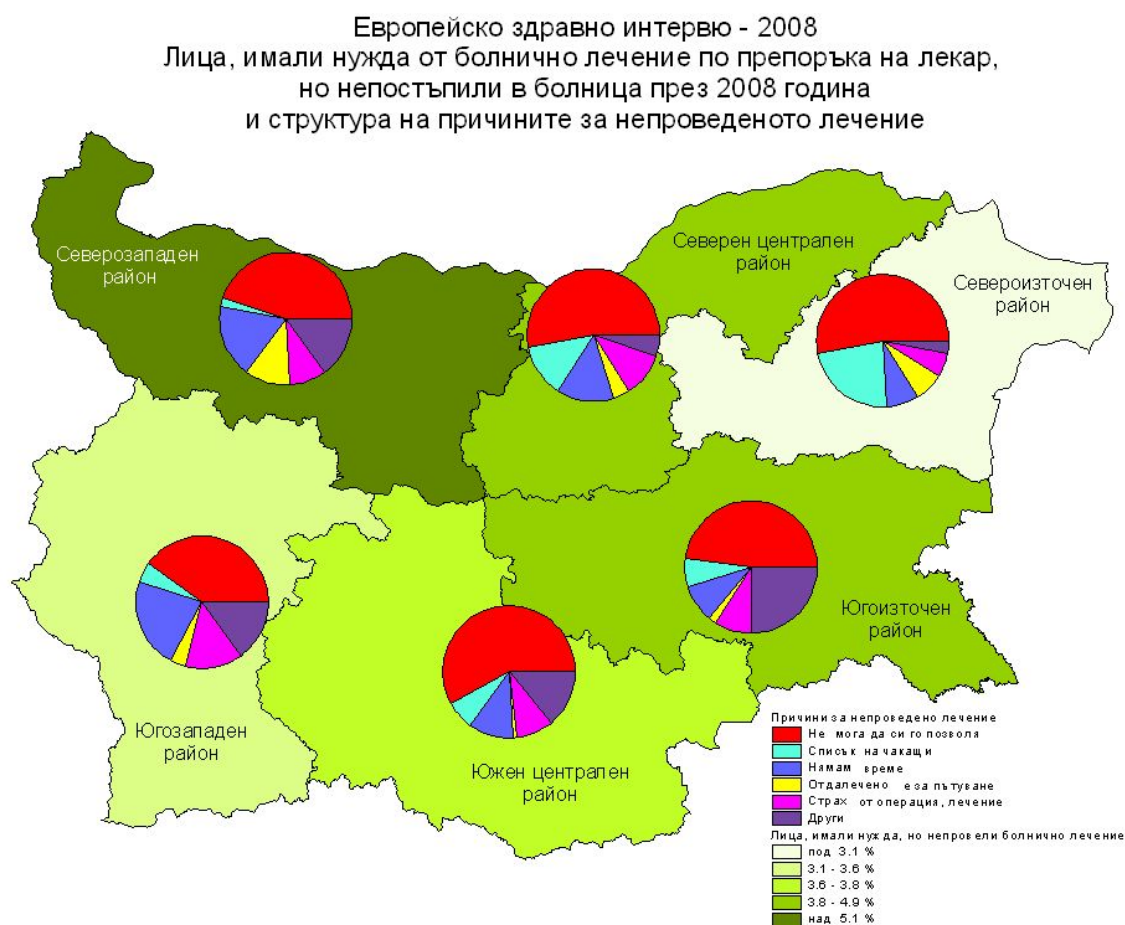 Европейско здравно интервю - 2008
Лица, имали нужда от болнично лечение по препоръка на лекар,
но непостъпили в болница през 2008 година
и структура на причините за непроведеното лечение
Северозападен
район
Северен централен
район
Североизточен
район
Югоизточен
район
Югозападен
район
Южен централен
район
Причини за непроведено лечение
Не мога да си го позволя
Списък на чакащи
Нямам време
Отдалечено е за пътуване
Страх от операция, лечение
Други
Лица, имали нужда, но непровели болнично лечение
под 3.1 %
3.1 - 3.6 %
3.6 - 3.8 %
3.8 - 4.9 %
над 5.1 %